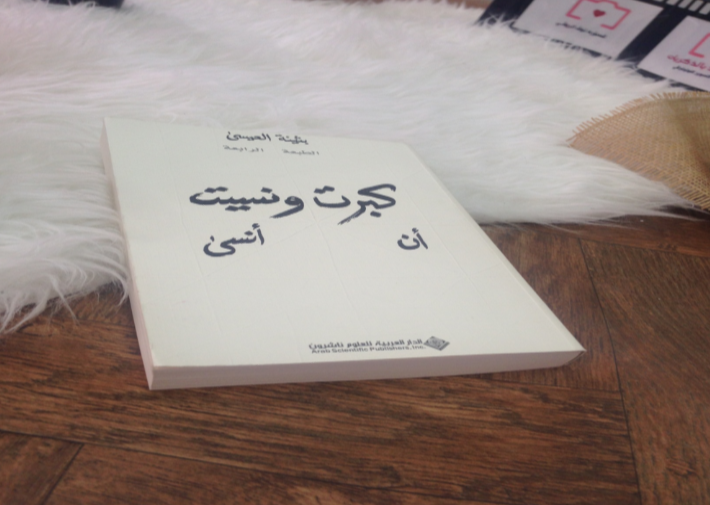 بثينة العيسى
الطبعة الرابعة
كبرت ونسيت
أن أنسى
الدار العربية للعلوم ناشرون
Arab Scientific Publishers, Inc.